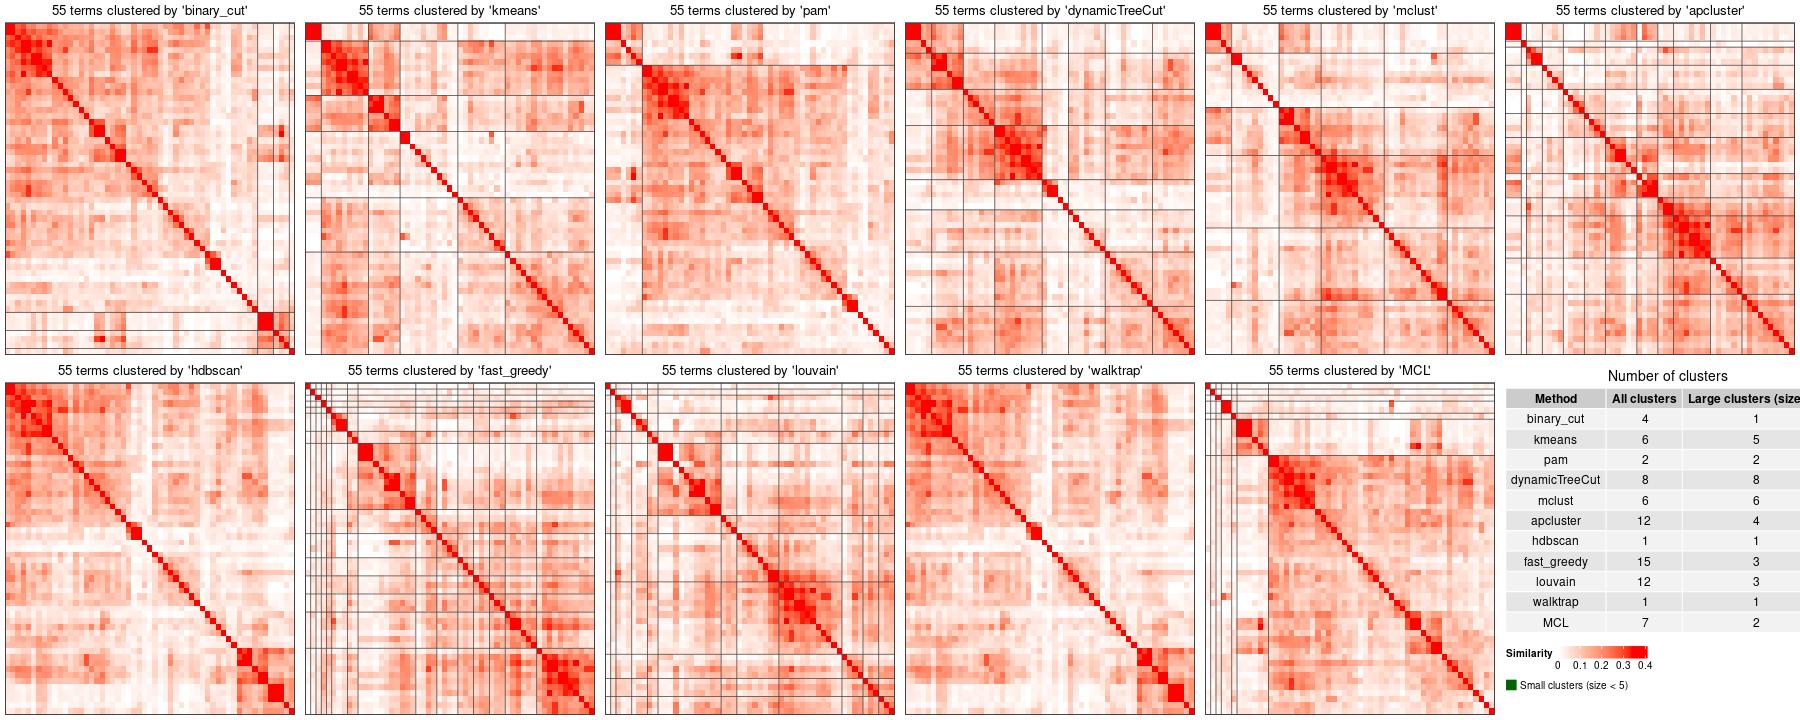 55 terms clustered by 'binary_cut'
55 terms clustered by 'kmeans'
55 terms clustered by 'pam'
55 terms clustered by 'dynamicTreeCut'
55 terms clustered by 'mclust'
55 terms clustered by 'apcluster'
55 terms clustered by 'hdbscan'
55 terms clustered by 'fast_greedy'
55 terms clustered by 'louvain'
55 terms clustered by 'walktrap'
55 terms clustered by 'MCL'
Number of clusters
Method All clusters Large clusters (size
binary_cut 4 1
kmeans 6 5
pam 2 2
dynamicTreeCut 8 8
mclust 6 6
apcluster 12 4
hdbscan 1 1
fast_greedy 15 3
louvain 12 3
walktrap 1 1
MCL 7 2
Similarity
0 0.1 0.2 0.3 0.4
Small clusters (size < 5)